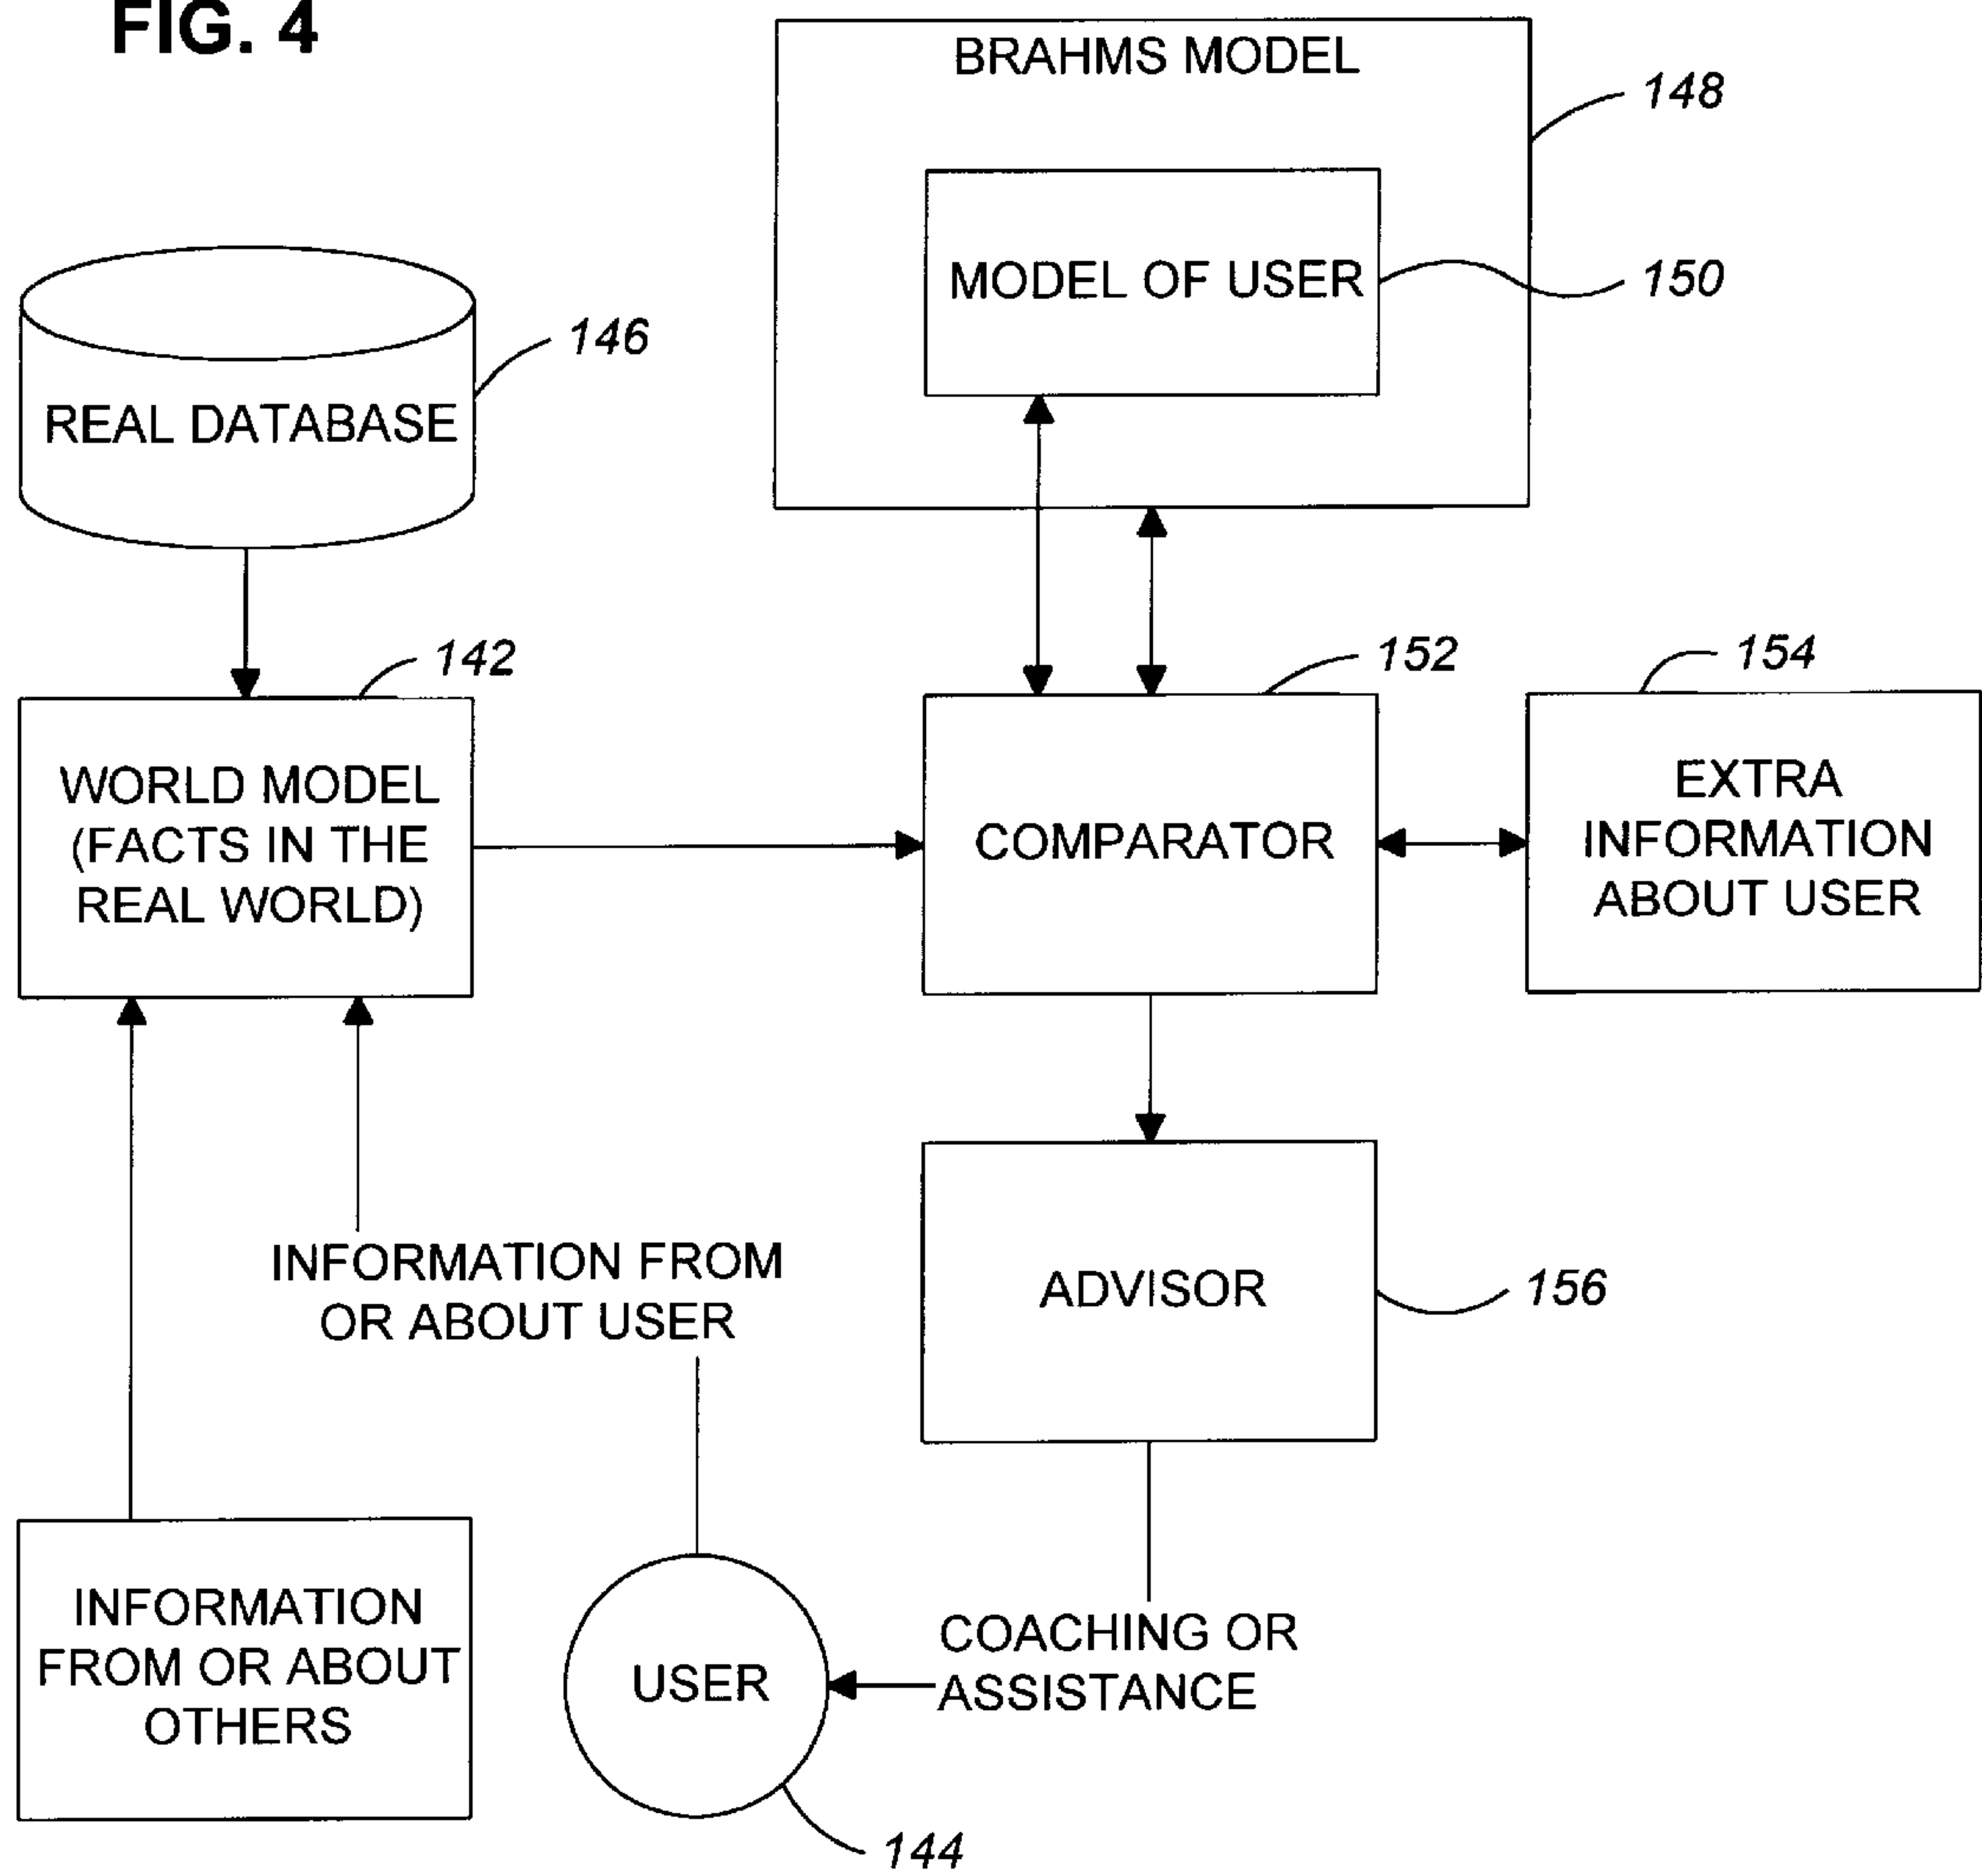 FIG. 4
BRAHMS MODEL
148
MODEL OF USER
150
REAL DATABASE
146
142
152
154
WORLD MODEL
(FACTS IN THE
REAL WORLD)
COMPARATOR
EXTRA
INFORMATION
ABOUT USER
INFORMATION FROM
OR ABOUT USER
ADVISOR
156
INFORMATION
FROM OR ABOUT
OTHERS
USER
COACHING OR
ASSISTANCE
144